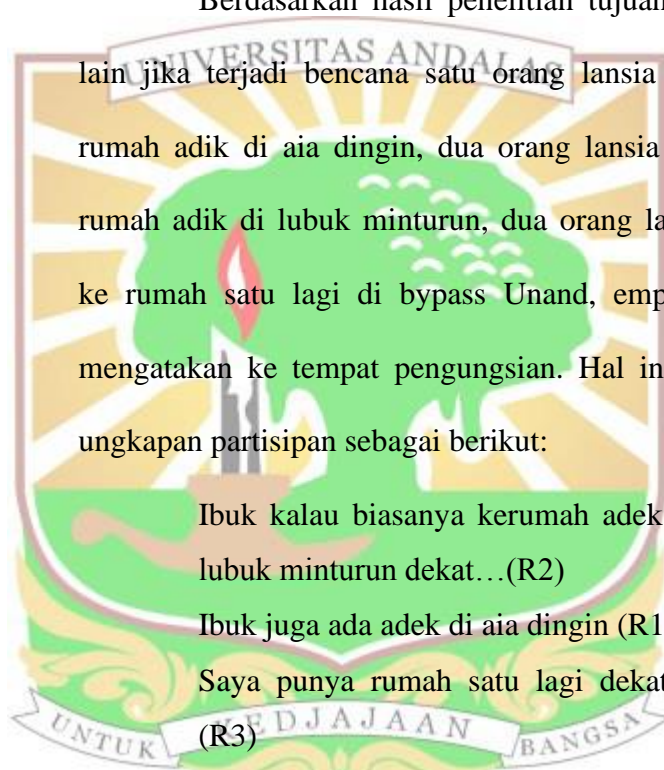 Berdasarkan hasil penelitian tujuan
UNIVERSITAS ANDALAS
lain jika terjadi bencana satu orang lansia
rumah adik di aia dingin, dua orang lansia
rumah adik di lubuk minturun, dua orang la
ke rumah satu lagi di bypass Unand, emp
mengatakan ke tempat pengungsian. Hal in
ungkapan partisipan sebagai berikut:
Ibuk kalau biasanya kerumah adek
lubuk minturun dekat…(R2)
Ibuk juga ada adek di aia dingin (R1
Saya punya rumah satu lagi dekat
(R3)
UNTUK KEDJAJAAN BANGSA